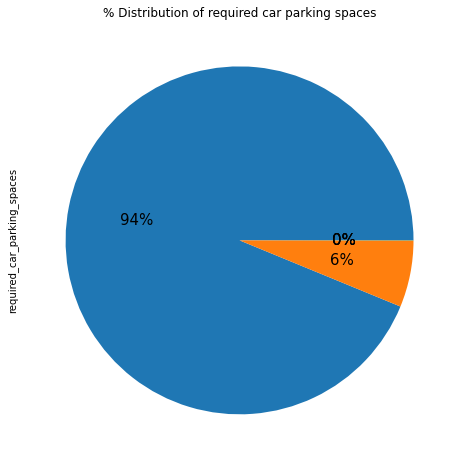 % Distribution of required car parking spaces
required_car_parking_spaces
94%
0%
6%